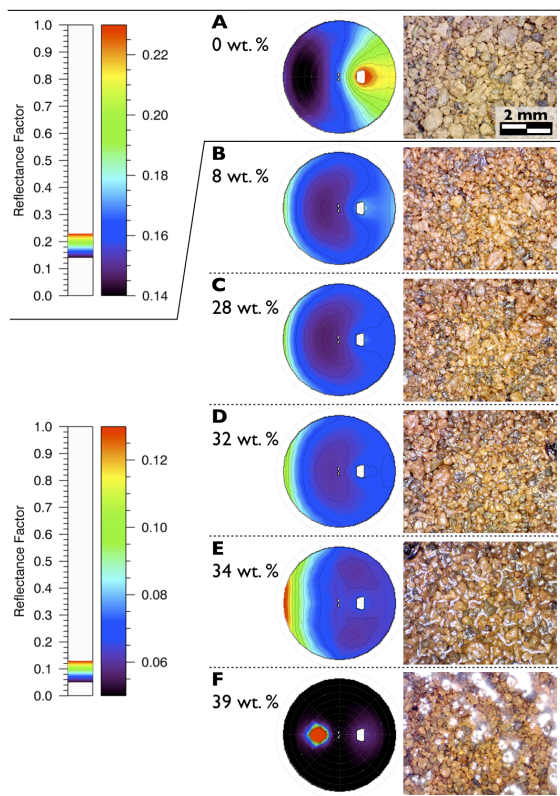 A
0 wt. %
2 mm
B
8 wt. %
C
28 wt. %
D
32 wt. %
E
34 wt. %
F
39 wt. %
Reflectance Factor
1.0
0.9
0.8
0.7
0.6
0.5
0.4
0.3
0.2
0.1
0.0
0.22
0.20
0.18
0.16
0.14
Reflectance Factor
1.0
0.9
0.8
0.7
0.6
0.5
0.4
0.3
0.2
0.1
0.0
0.12
0.10
0.08
0.06